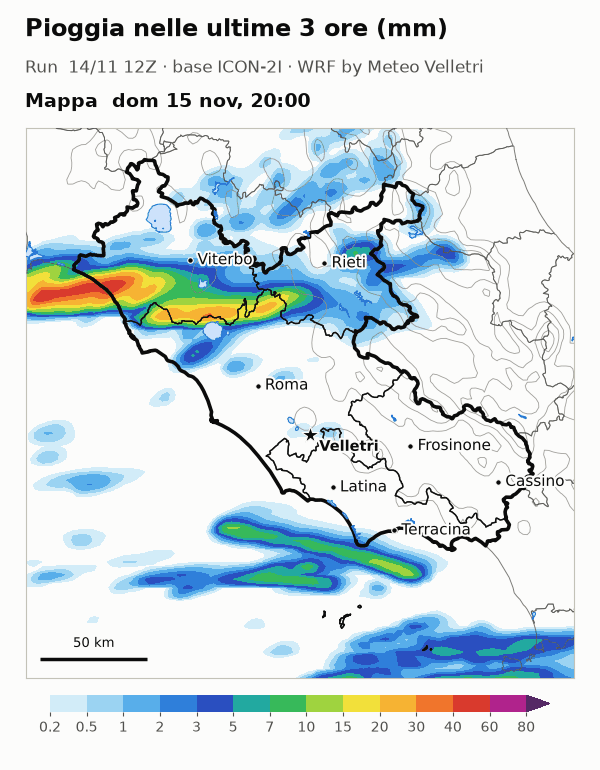 Pioggia nelle ultime 3 ore (mm)
Run 14/11 12Z · base ICON-2I · WRF by Meteo Velletri
Mappa dom 15 nov, 20:00
Viterbo
Rieti
Roma
Velletri
Frosinone
Latina
Cassino
Terracina
50 km
0.2 0.5 1 2 3 5 7 10 15 20 30 40 60 80